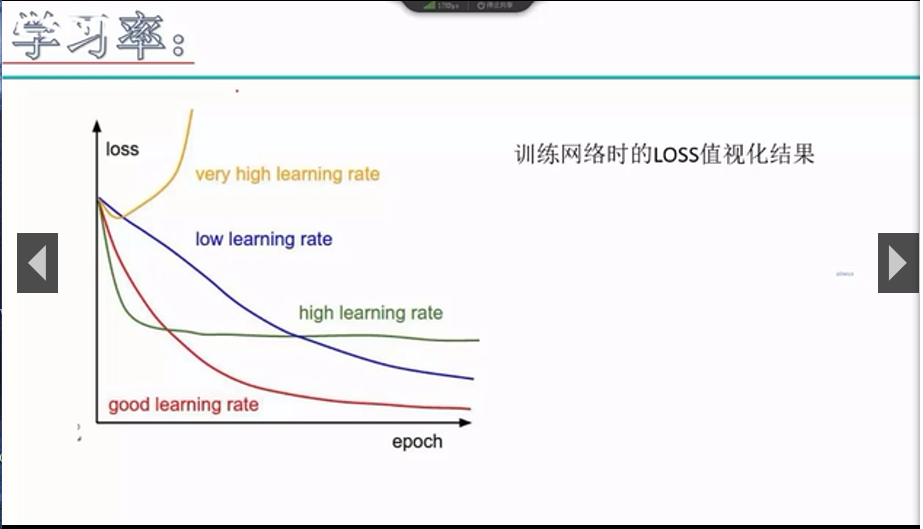 学习率:
loss
very high learning rate
训练网络时的LOSS值视化结果
low learning rate
high learning rate
good learning rate
epoch